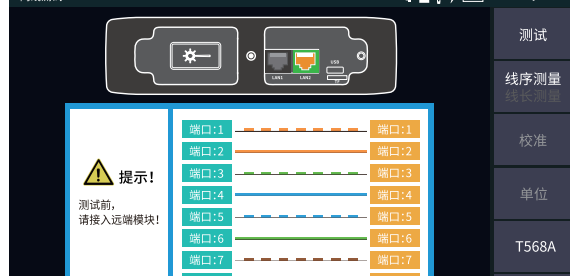 USB
LAN1 LAN2
TF
测试
线序测量
线长测量
校准
单位
T568A
提示!
测试前,
请接入远端模块!
端口:1 端口:1
端口:2 端口:2
端口:3 端口:3
端口:4 端口:4
端口:5 端口:5
端口:6 端口:6
端口:7 端口:7